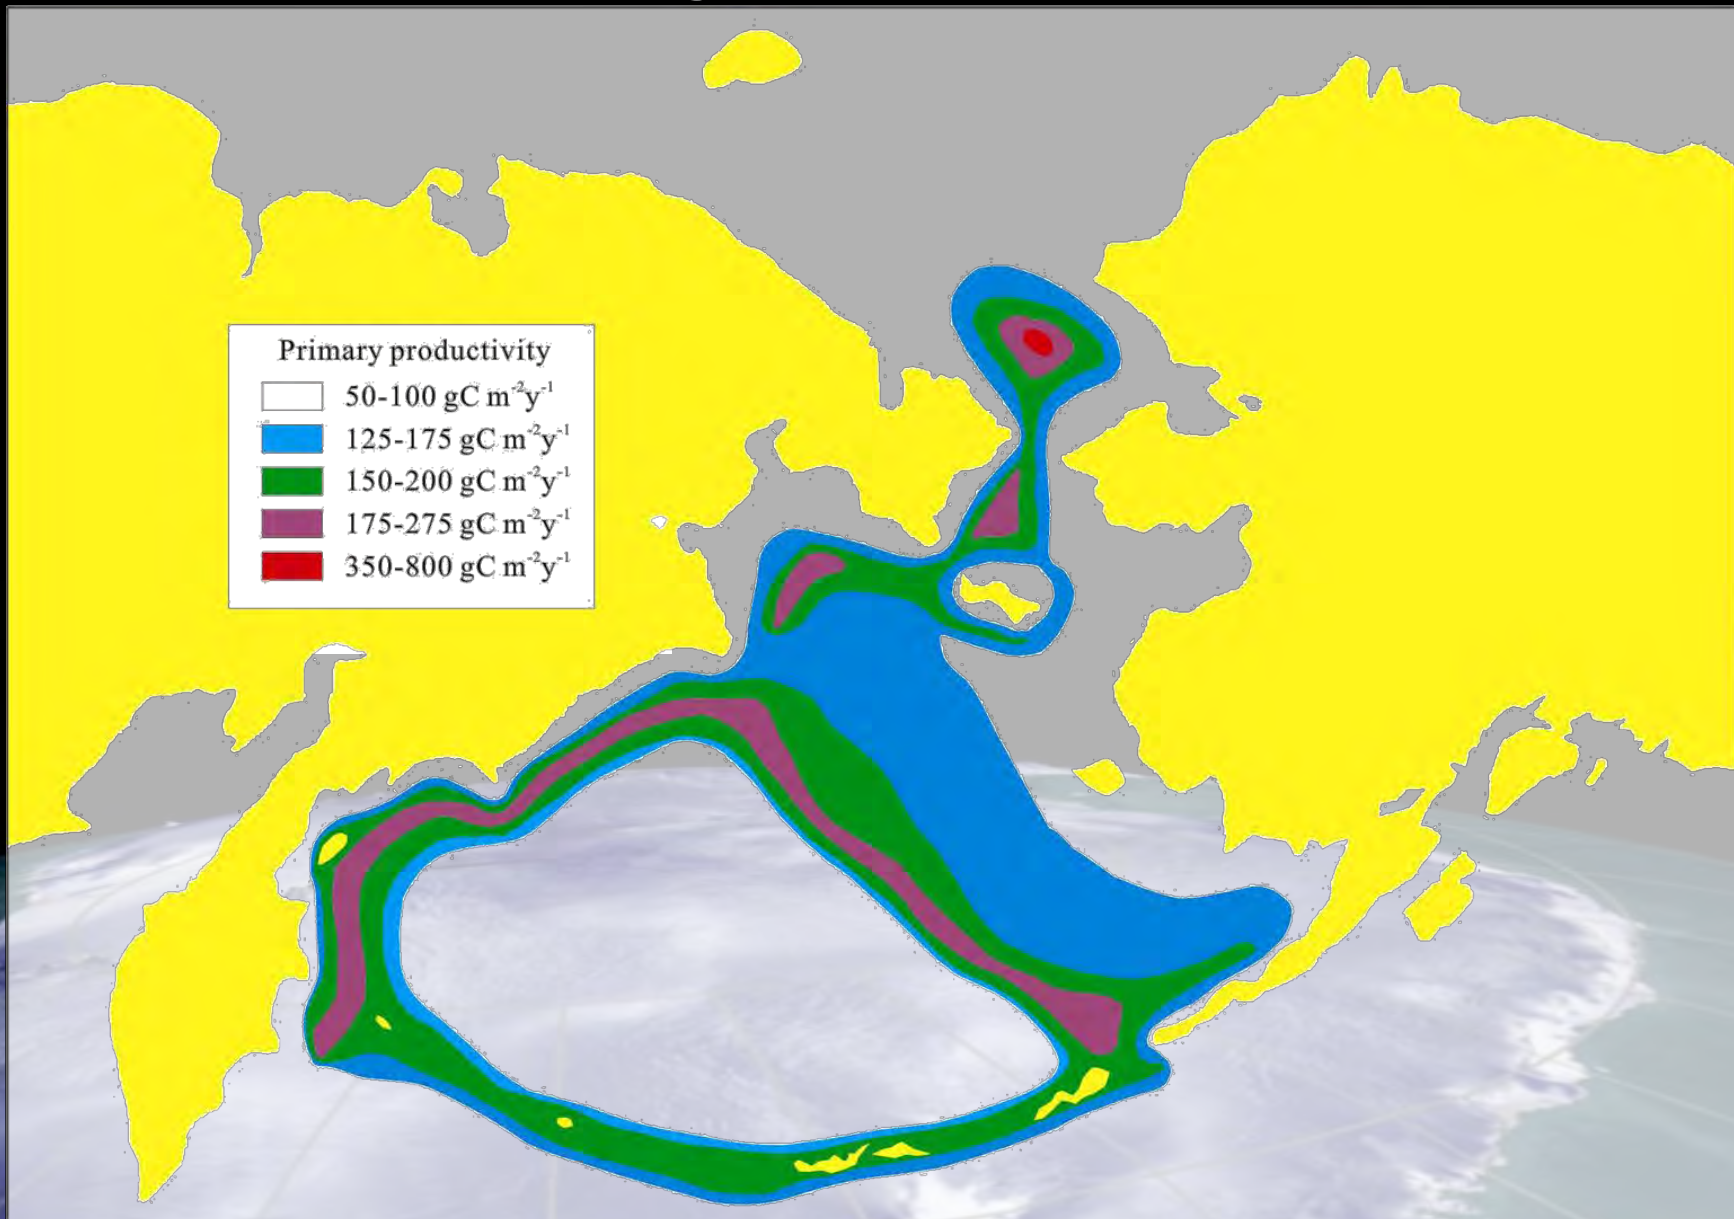 Primary productivity
50-100 gC m⁻²y⁻¹
125-175 gC m⁻²y⁻¹
150-200 gC m⁻²y⁻¹
175-275 gC m⁻²y⁻¹
350-800 gC m⁻²y⁻¹